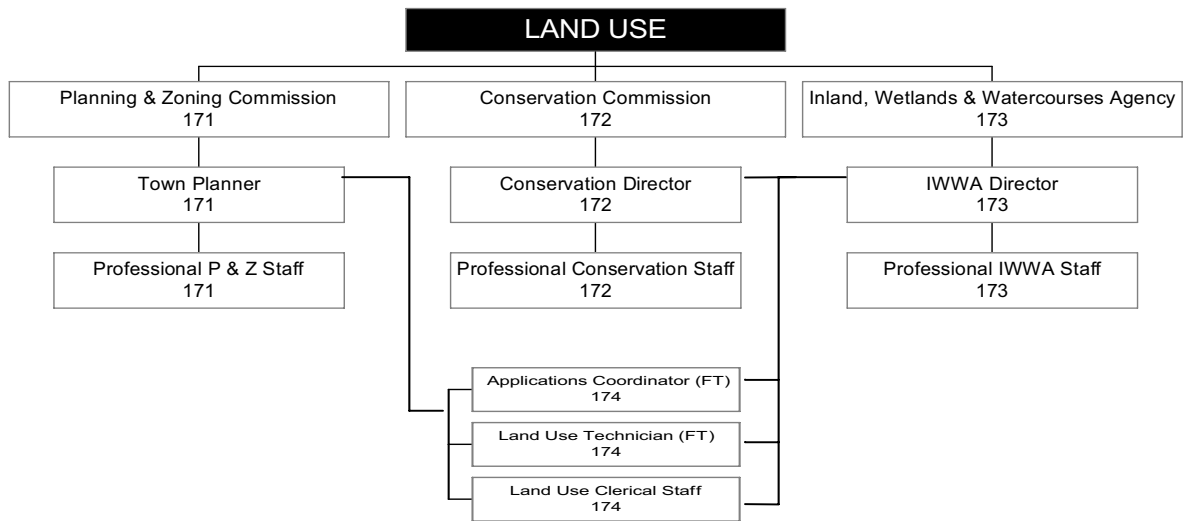 LAND USE
Planning & Zoning Commission
171
Conservation Commission
172
Inland, Wetlands & Watercourses Agency
173
Town Planner
171
Conservation Director
172
IWWA Director
173
Professional P & Z Staff
171
Professional Conservation Staff
172
Professional IWWA Staff
173
Applications Coordinator (FT)
174
Land Use Technician (FT)
174
Land Use Clerical Staff
174